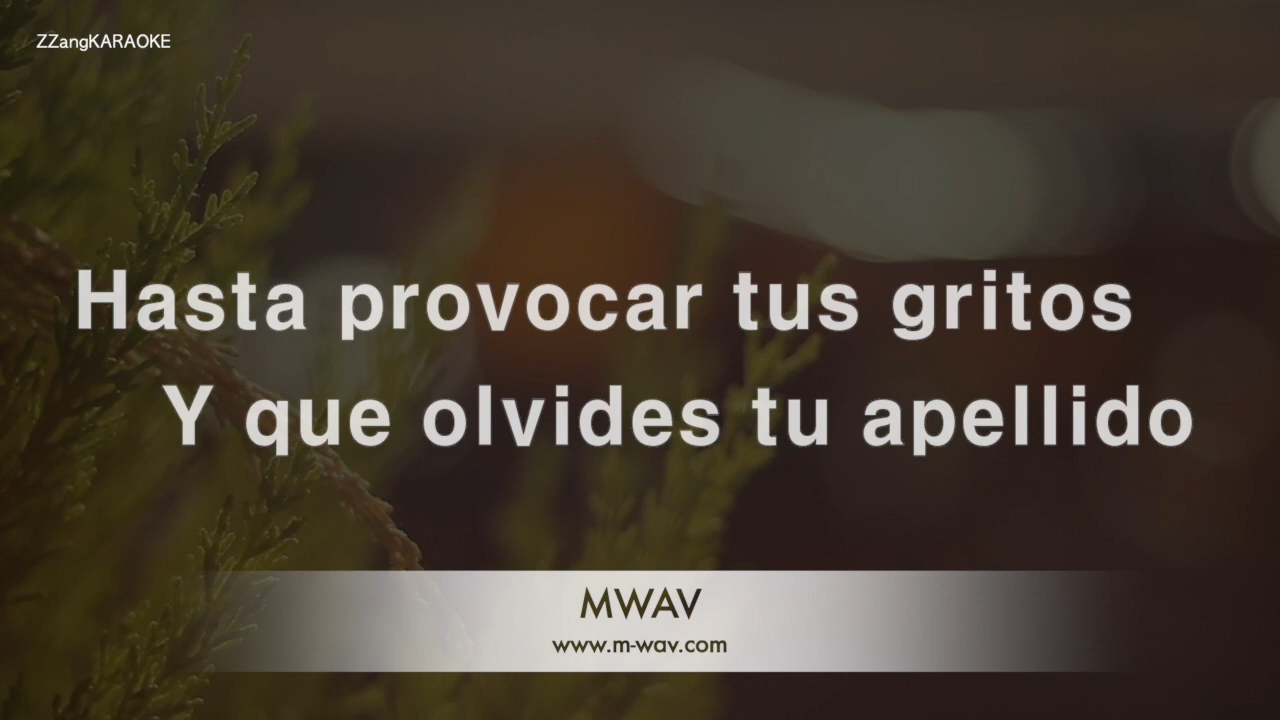 ZZangKARAOKE
Hasta provocar tus gritos
Y que olvides tu apellido
MWAV
www.m-wav.com